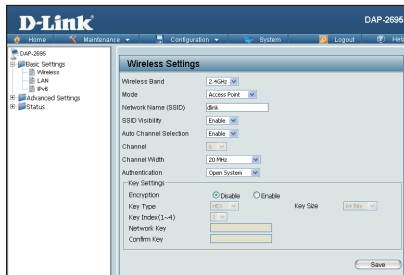 D-Link
DAP-2695
Home Maintenance Configuration System Logout Help
DAP-2695
Basic Settings
Wireless
LAN
IPv6
Advanced Settings
Status
Wireless Settings
Wireless Band 2.4GHz
Mode Access Point
Network Name (SSID) dlink
SSID Visibility Enable
Auto Channel Selection Enable
Channel 6
Channel Width 20 MHz
Authentication Open System
Key Settings
Encryption Disable Enable
Key Type HEX Key Size 64 Bits
Key Index(1~4) 1
Network Key
Confirm Key
Save